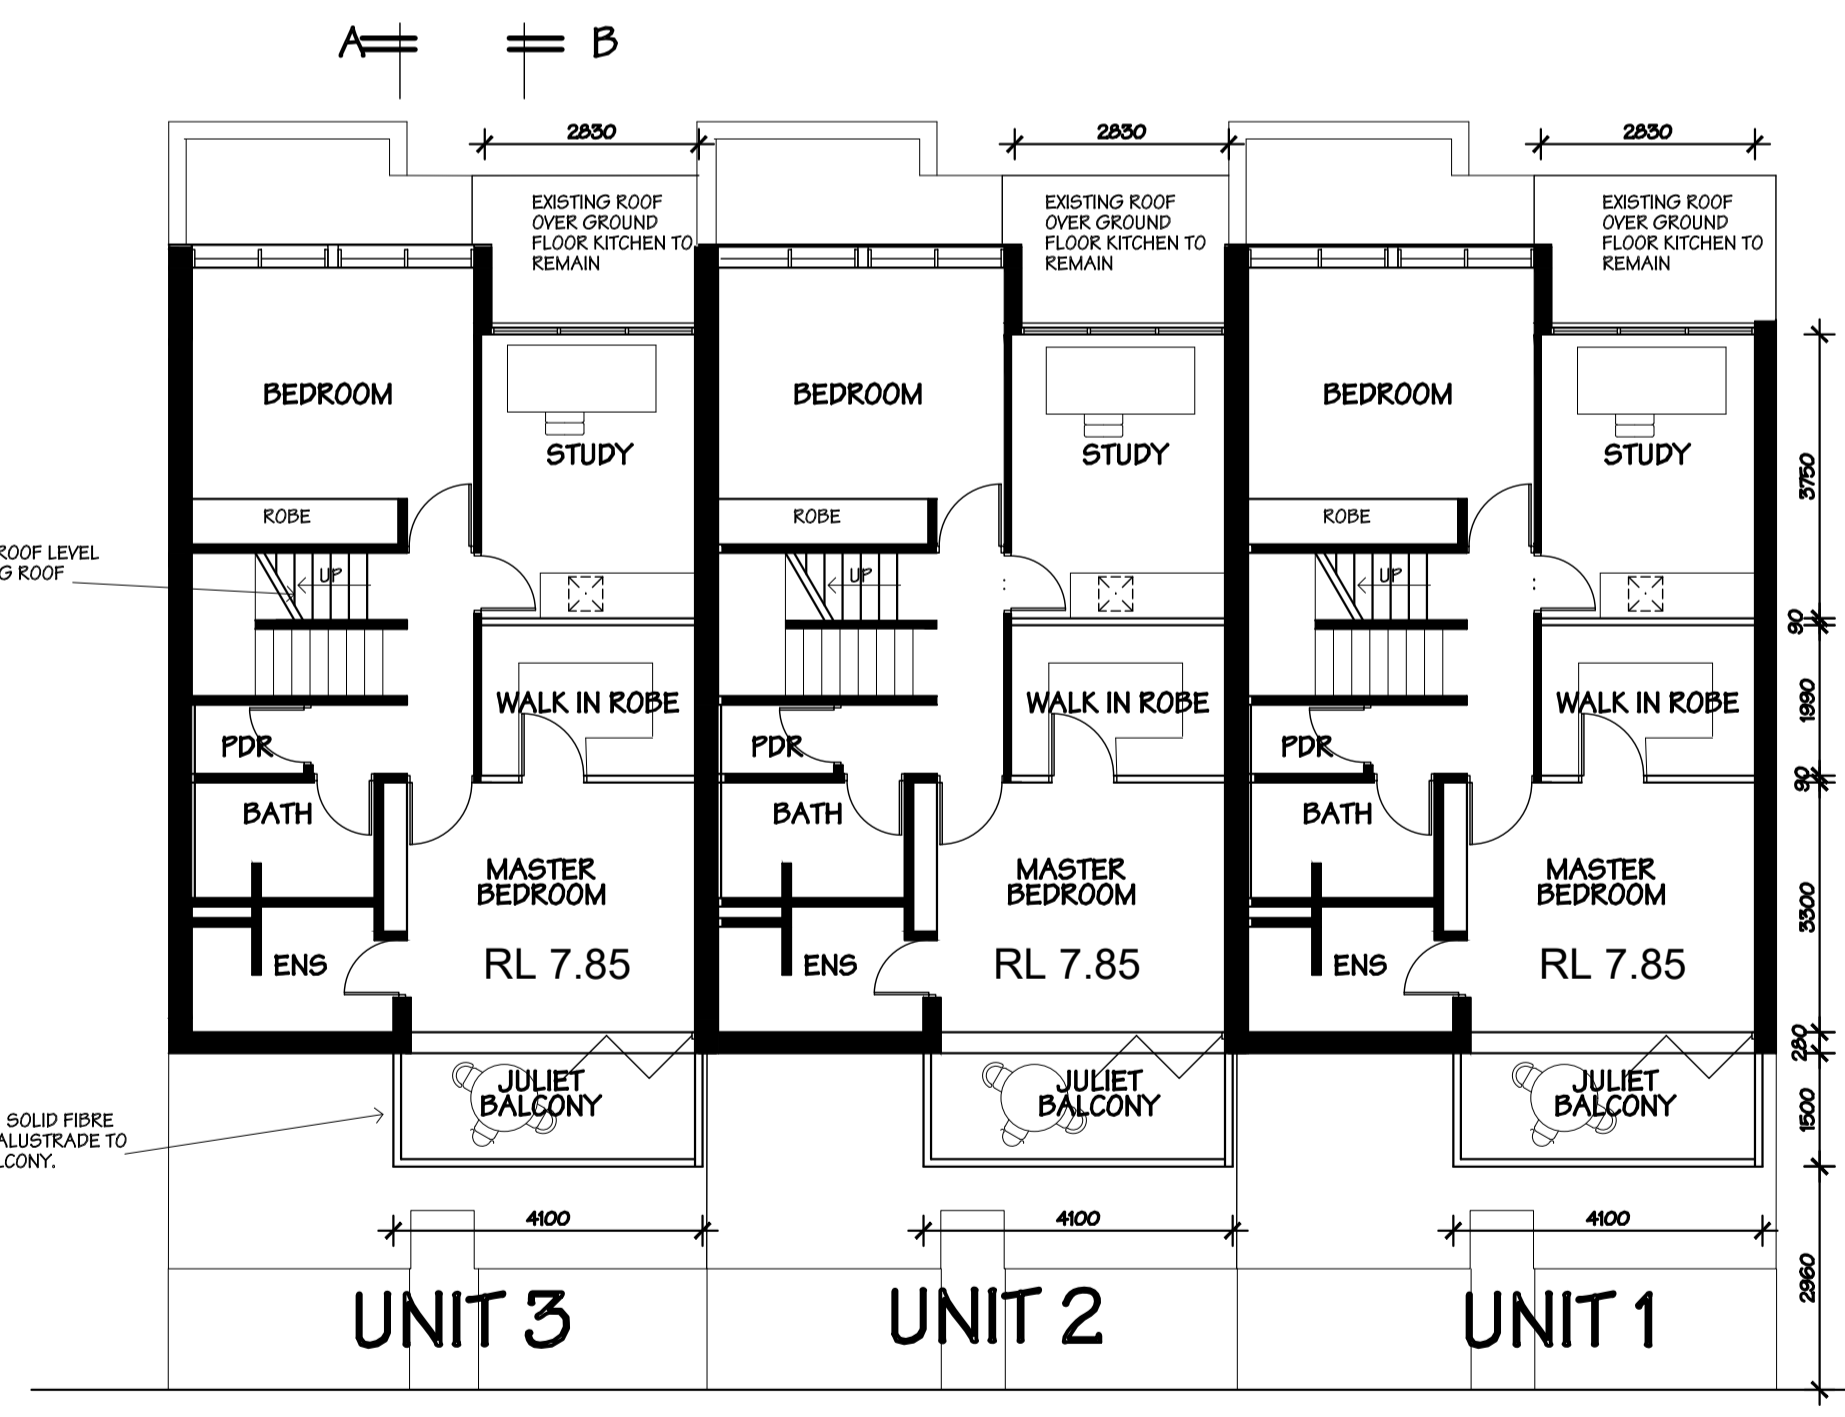 A B
2830 2830 2830
EXISTING ROOF
OVER GROUND
FLOOR KITCHEN TO
REMAIN
EXISTING ROOF
OVER GROUND
FLOOR KITCHEN TO
REMAIN
EXISTING ROOF
OVER GROUND
FLOOR KITCHEN TO
REMAIN
BEDROOM BEDROOM BEDROOM
STUDY STUDY STUDY
3750
ROBE ROBE ROBE
ROOF LEVEL
G ROOF
UP UP UP
90
WALK IN ROBE WALK IN ROBE WALK IN ROBE
1990
PDR PDR PDR
90
BATH BATH BATH
MASTER
BEDROOM
MASTER
BEDROOM
MASTER
BEDROOM
3300
ENS RL 7.85 ENS RL 7.85 ENS RL 7.85
280
JULIET
BALCONY
JULIET
BALCONY
JULIET
BALCONY
1500
SOLID FIBRE
ALUSTRADE TO
LCONY.
4100 4100 4100
2960
UNIT 3 UNIT 2 UNIT 1